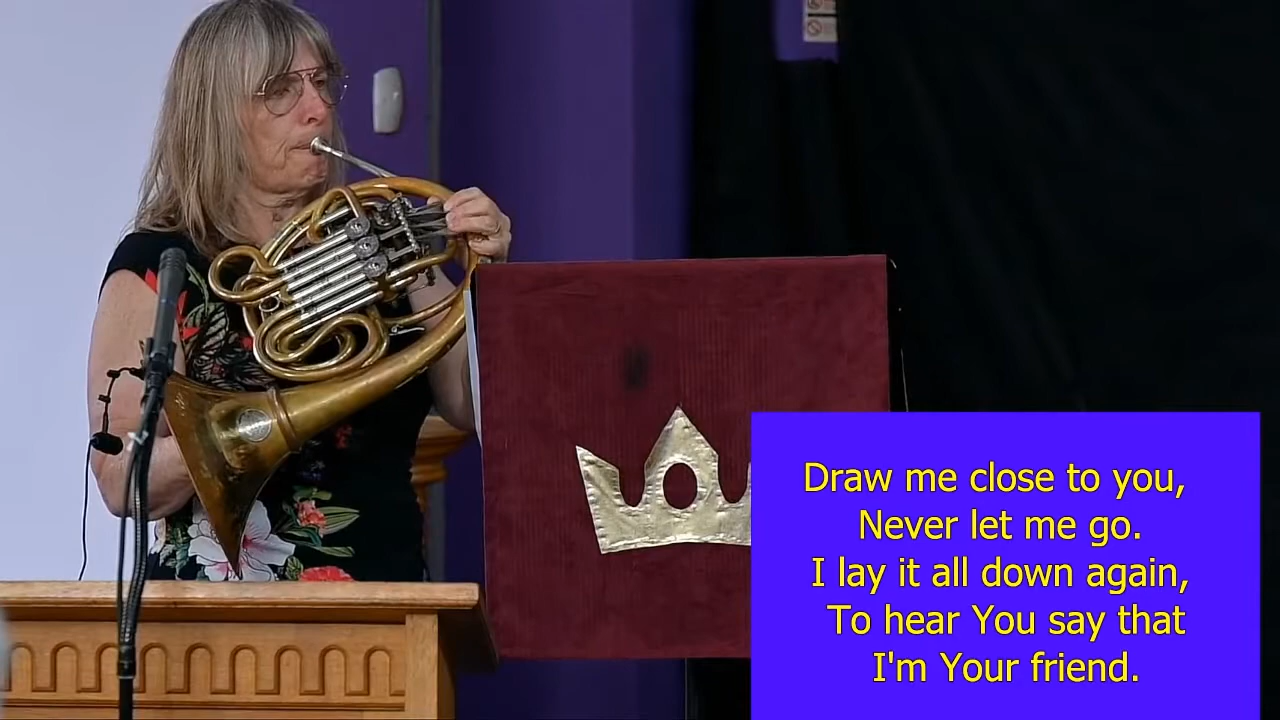 Draw me close to you,
Never let me go.
I lay it all down again,
To hear You say that
I'm Your friend.